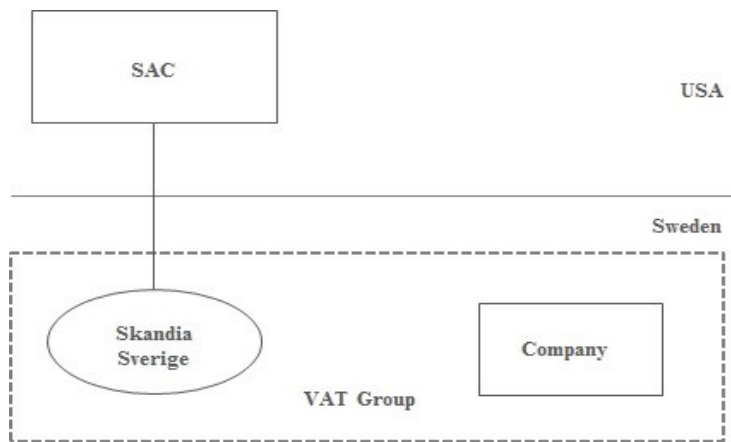 SAC
USA
Sweden
Skandia
Sverige
Company
VAT Group